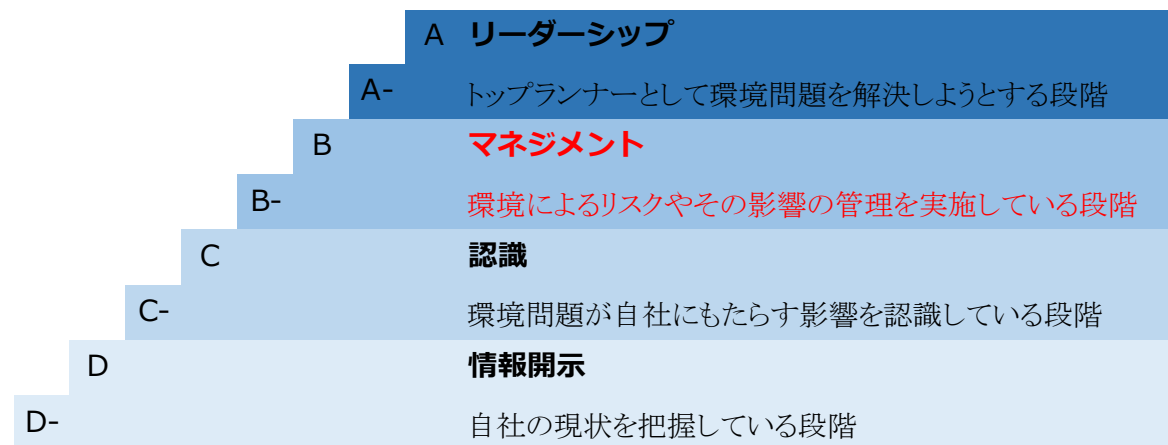 A リーダーシップ
A- トップランナーとして環境問題を解決しようとする段階
B マネジメント
B- 環境によるリスクやその影響の管理を実施している段階
C 認識
C- 環境問題が自社にもたらす影響を認識している段階
D 情報開示
D- 自社の現状を把握している段階